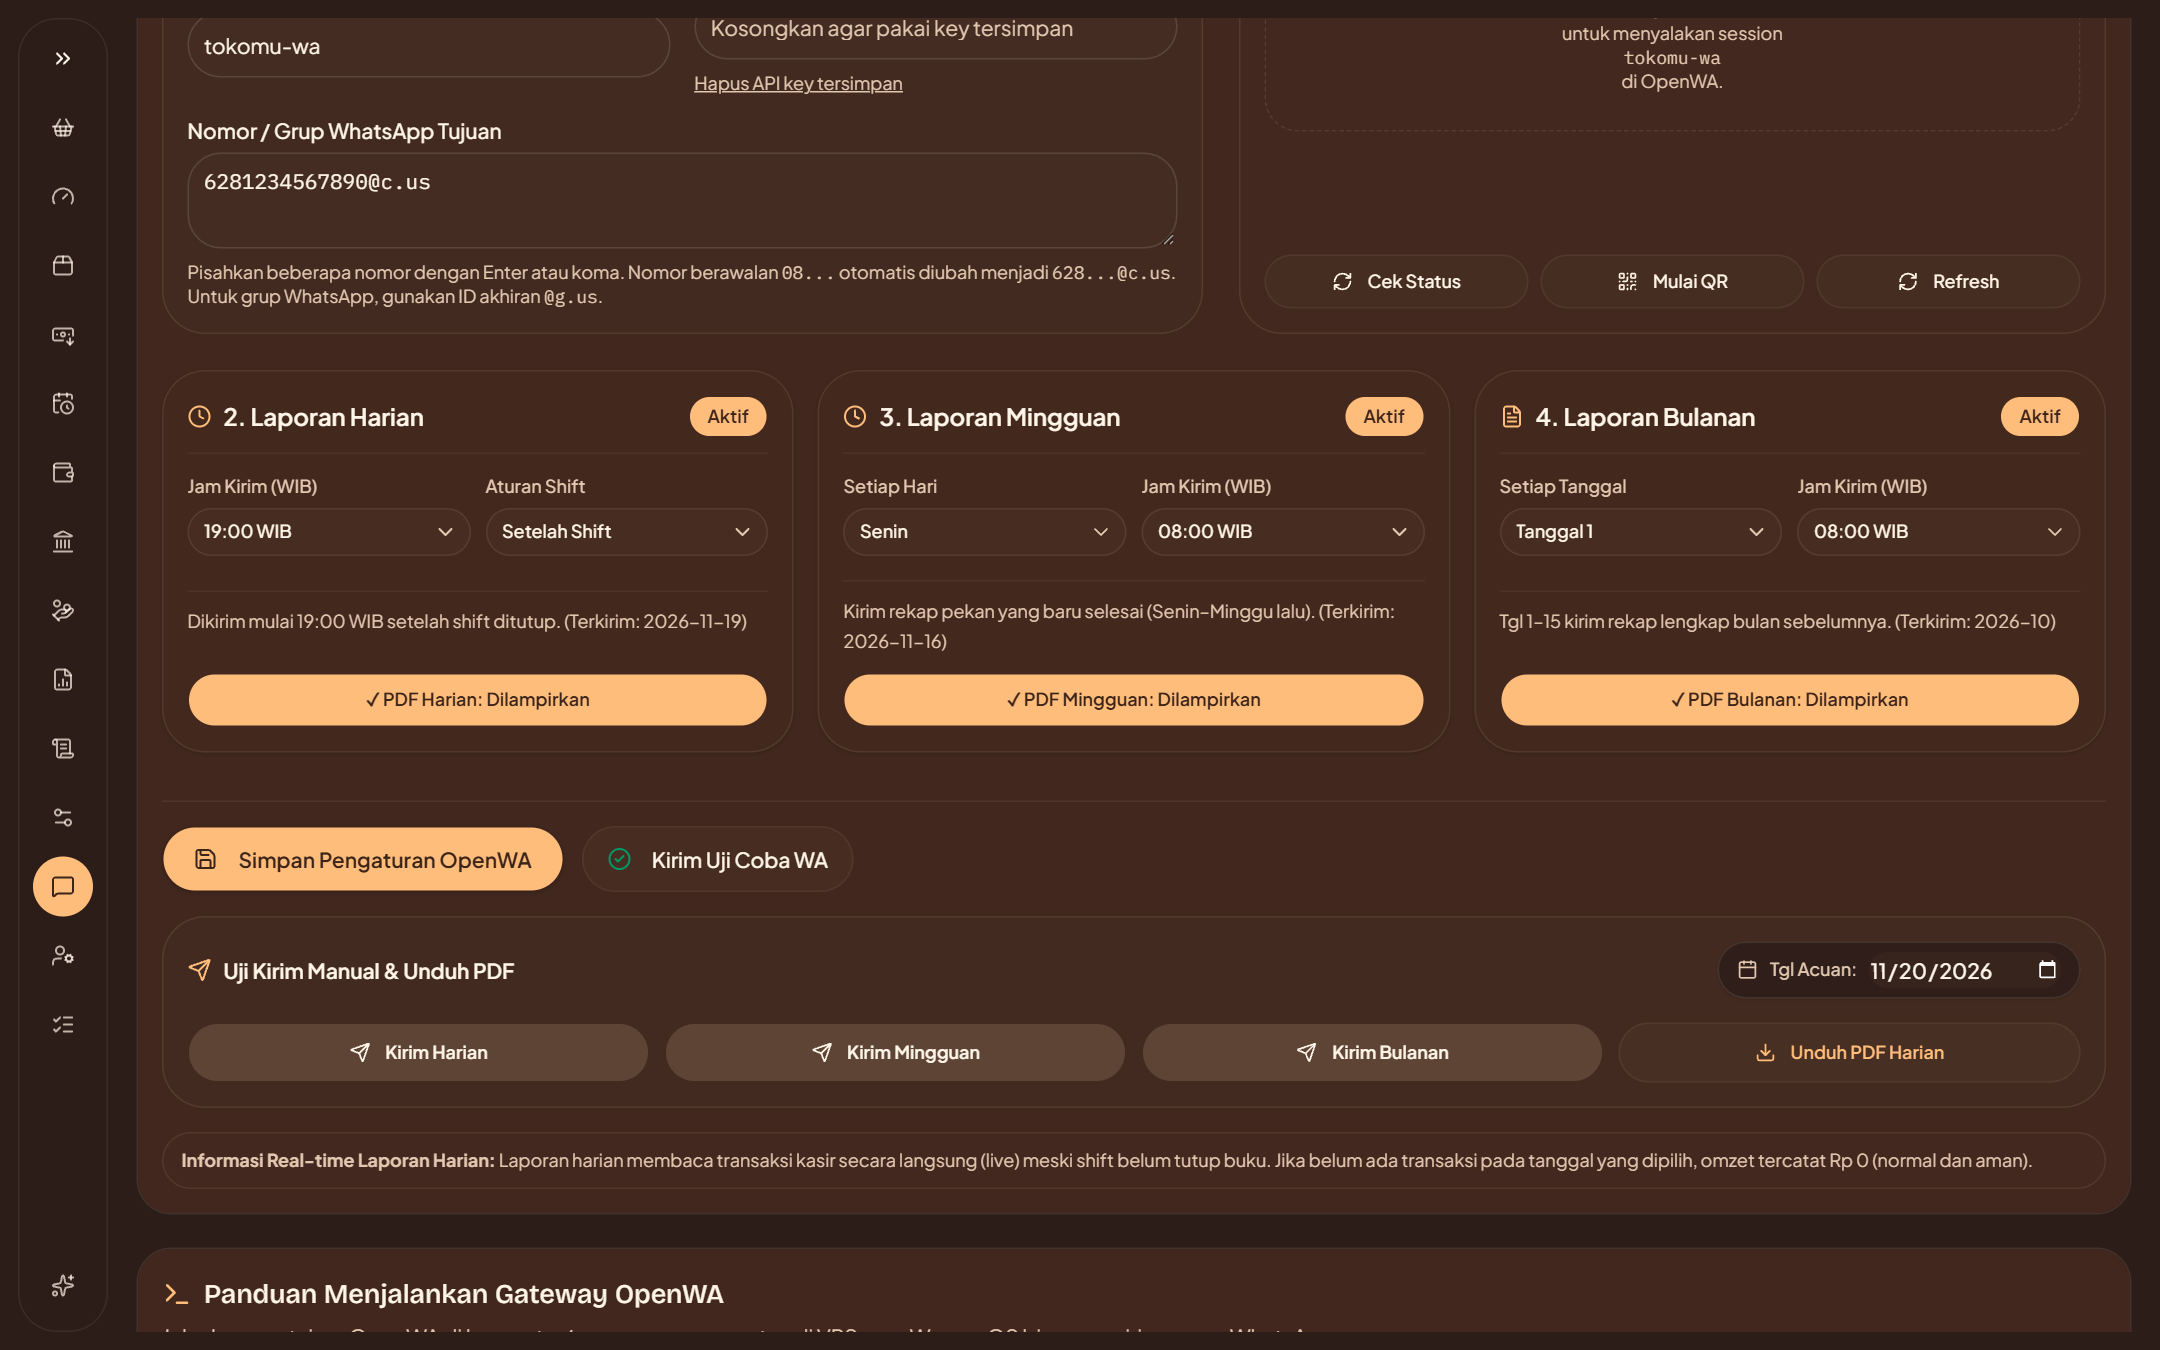 tokomu-wa
Kosongkan agar pakai key tersimpan
Hapus API key tersimpan
Nomor / Grup WhatsApp Tujuan
6281234567890@c.us
Pisahkan beberapa nomor dengan Enter atau koma. Nomor berawalan 08... otomatis diubah menjadi 628...@c.us.
Untuk grup WhatsApp, gunakan ID akhiran @g.us.
untuk menyalakan session
tokomu-wa
di OpenWA.
Cek Status
Mulai QR
Refresh
2. Laporan Harian
Aktif
Jam Kirim (WIB)
Aturan Shift
19:00 WIB
Setelah Shift
Dikirim mulai 19:00 WIB setelah shift ditutup. (Terkirim: 2026-11-19)
✓ PDF Harian: Dilampirkan
3. Laporan Mingguan
Aktif
Setiap Hari
Jam Kirim (WIB)
Senin
08:00 WIB
Kirim rekap pekan yang baru selesai (Senin–Minggu lalu). (Terkirim:
2026-11-16)
✓ PDF Mingguan: Dilampirkan
4. Laporan Bulanan
Aktif
Setiap Tanggal
Jam Kirim (WIB)
Tanggal 1
08:00 WIB
Tgl 1–15 kirim rekap lengkap bulan sebelumnya. (Terkirim: 2026-10)
✓ PDF Bulanan: Dilampirkan
Simpan Pengaturan OpenWA
Kirim Uji Coba WA
Uji Kirim Manual & Unduh PDF
Tgl Acuan: 11/20/2026
Kirim Harian
Kirim Mingguan
Kirim Bulanan
Unduh PDF Harian
Informasi Real-time Laporan Harian: Laporan harian membaca transaksi kasir secara langsung (live) meski shift belum tutup buku. Jika belum ada transaksi pada tanggal yang dipilih, omzet tercatat Rp 0 (normal dan aman).
Panduan Menjalankan Gateway OpenWA